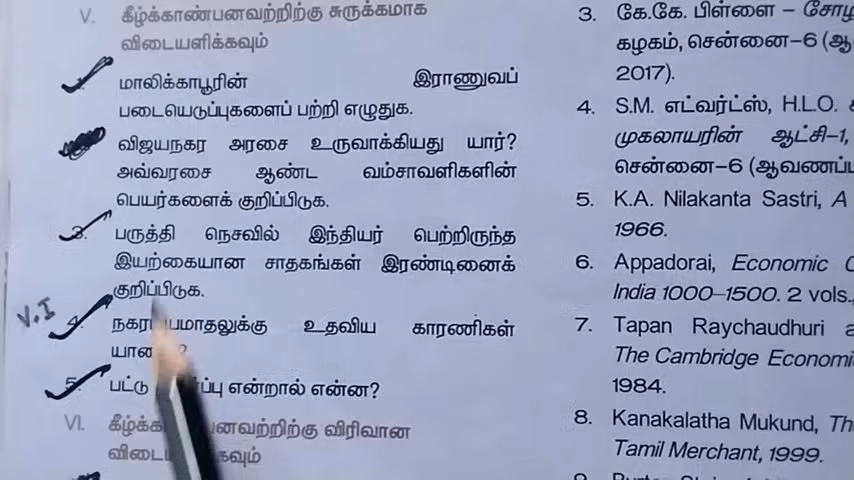 V. கீழ்க்காண்பனவற்றிற்கு சுருக்கமாக
விடையளிக்கவும்
மாலிக்காபூரின் இராணுவப்
படையெடுப்புகளைப் பற்றி எழுதுக.
விஜயநகர அரசை உருவாக்கியது யார்?
அவ்வரசை ஆண்ட வம்சாவளிகளின்
பெயர்களைக் குறிப்பிடுக.
3. பருத்தி நெசவில் இந்தியர் பெற்றிருந்த
இயற்கையான சாதகங்கள் இரண்டினைக்
குறிப்பிடுக.
V.I
4. உதவிய காரணிகள்
5. பட்டு என்றால் என்ன?
VI. விரிவான
3. கே.கே. பிள்ளை –
கழகம், சென்னை–6
2017).
4. S.M. எட்வர்ட்ஸ், H.L.O.
முகலாயரின் ஆட்சி–1,
சென்னை–6
5. K.A. Nilakanta Sastri, A
1966.
6. Appadorai, Economic
India 1000–1500. 2 vols.,
7. Tapan Raychaudhuri
The Cambridge
1984.
8. Kanakalatha Mukund,
Tamil Merchant, 1999.